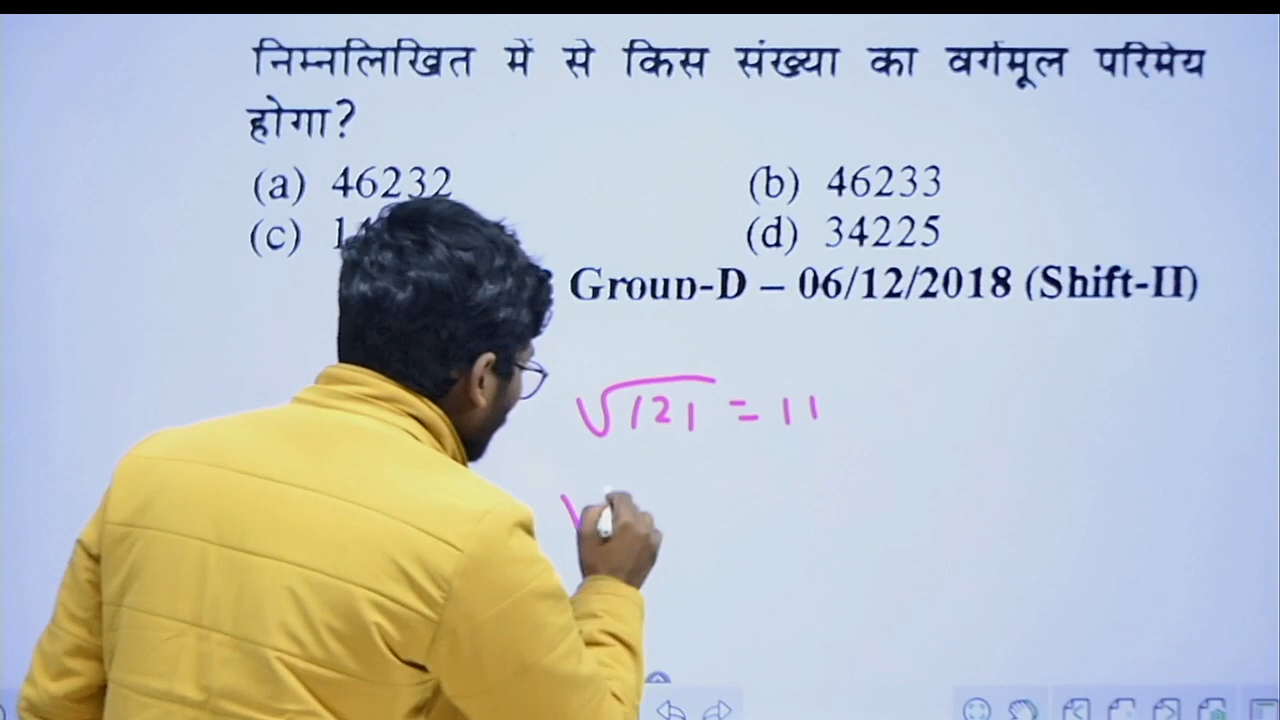 निम्नलिखित में से किस संख्या का वर्गमूल परिमेय
होगा?
(a) 46232 (b) 46233
(c) (d) 34225
Group-D – 06/12/2018 (Shift-II)
√121 = 11